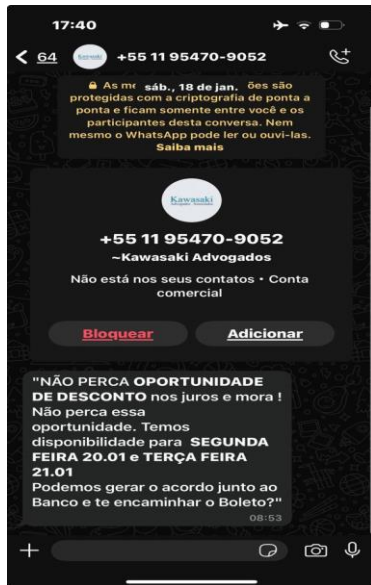 17:40
64 Kawasaki +55 11 95470-9052
As me sáb., 18 de jan. ões são
protegidas com a criptografia de ponta a
ponta e ficam somente entre você e os
participantes desta conversa. Nem
mesmo o WhatsApp pode ler ou ouvi-las.
Saiba mais
Kawasaki
+55 11 95470-9052
~Kawasaki Advogados
Não está nos seus contatos • Conta
comercial
Bloquear Adicionar
"NÃO PERCA OPORTUNIDADE
DE DESCONTO nos juros e mora !
Não perca essa
oportunidade. Temos
disponibilidade para SEGUNDA
FEIRA 20.01 e TERÇA FEIRA
21.01
Podemos gerar o acordo junto ao
Banco e te encaminhar o Boleto?"
08:53